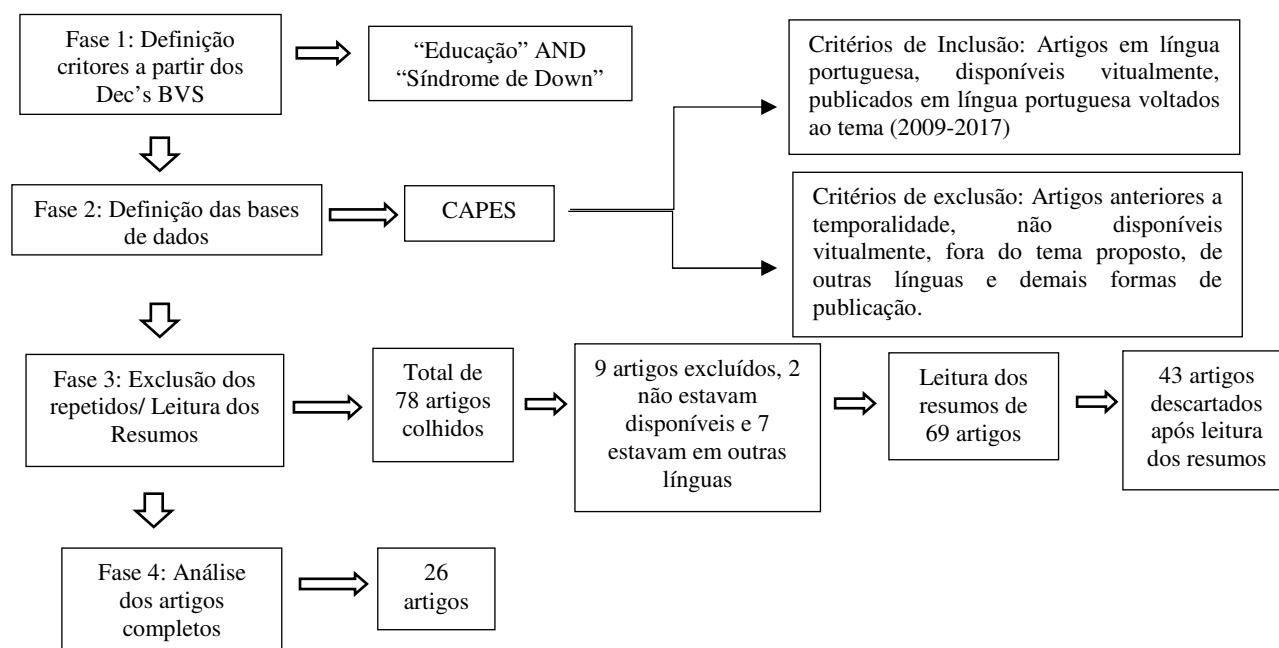 Fase 1: Definição
critores a partir dos
Dec’s BVS
“Educação” AND
“Síndrome de Down”
Critérios de Inclusão: Artigos em língua
portuguesa, disponíveis vitualmente,
publicados em língua portuguesa voltados
ao tema (2009-2017)
Fase 2: Definição das bases
de dados
CAPES
Critérios de exclusão: Artigos anteriores a
temporalidade, não disponíveis
vitualmente, fora do tema proposto, de
outras línguas e demais formas de
publicação.
Fase 3: Exclusão dos
repetidos/ Leitura dos
Resumos
Total de
78 artigos
colhidos
9 artigos excluídos, 2
não estavam
disponíveis e 7
estavam em outras
línguas
Leitura dos
resumos de
69 artigos
43 artigos
descartados
após leitura
dos resumos
Fase 4: Análise
dos artigos
completos
26
artigos